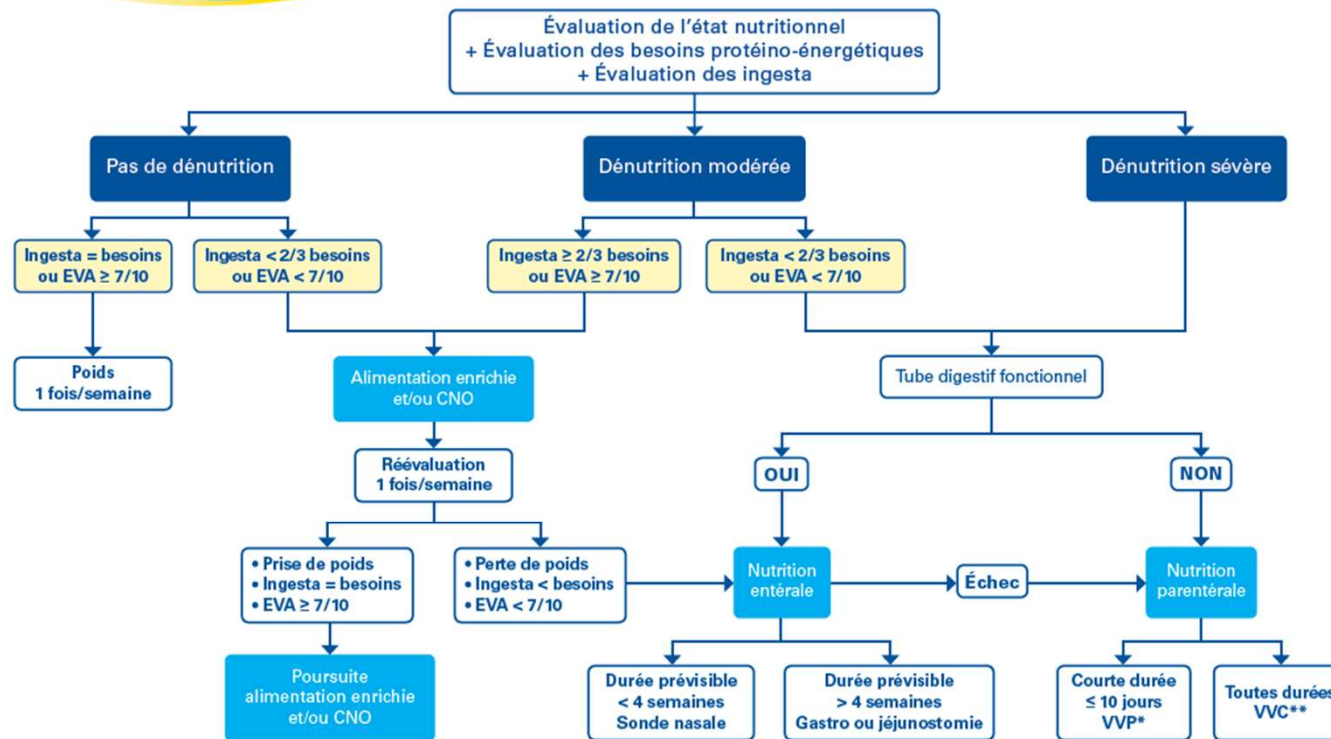 Évaluation de l'état nutritionnel
+ Évaluation des besoins protéino-énergétiques
+ Évaluation des ingesta
Pas de dénutrition
Dénutrition modérée
Dénutrition sévère
Ingesta = besoins
ou EVA ≥ 7/10
Ingesta < 2/3 besoins
ou EVA < 7/10
Ingesta ≥ 2/3 besoins
ou EVA ≥ 7/10
Ingesta < 2/3 besoins
ou EVA < 7/10
Poids
1 fois/semaine
Alimentation enrichie
et/ou CNO
Tube digestif fonctionnel
Réévaluation
1 fois/semaine
OUI
NON
• Prise de poids
• Ingesta = besoins
• EVA ≥ 7/10
• Perte de poids
• Ingesta < besoins
• EVA < 7/10
Nutrition
entérale
Échec
Nutrition
parentérale
Poursuite
alimentation enrichie
et/ou CNO
Durée prévisible
< 4 semaines
Sonde nasale
Durée prévisible
> 4 semaines
Gastro ou jéjunostomie
Courte durée
≤ 10 jours
VVP*
Toutes durées
VVC**